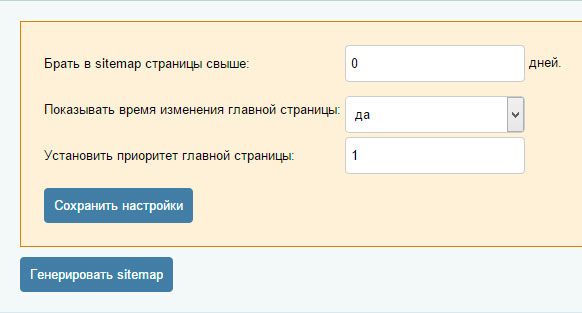 Брать в sitemap страницы свыше: 0 дней.
Показывать время изменения главной страницы: да
Установить приоритет главной страницы: 1
Сохранить настройки
Генерировать sitemap